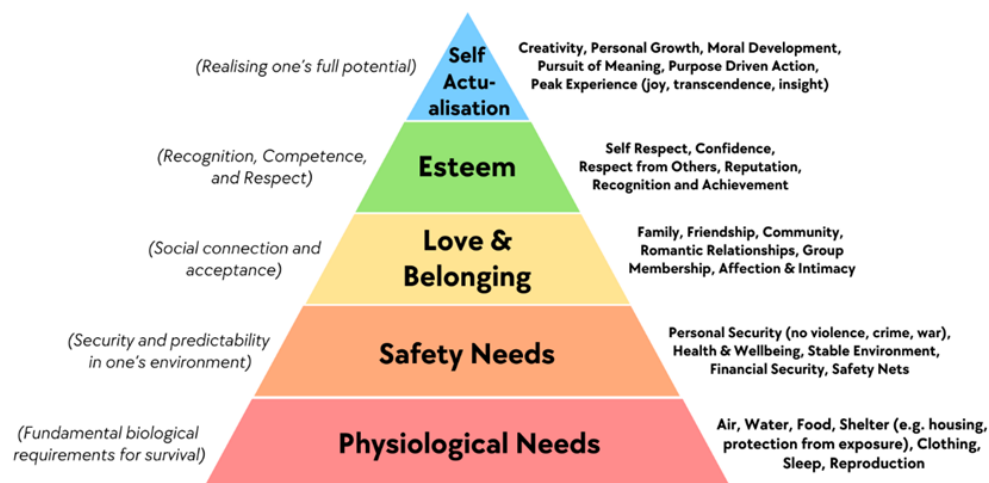 (Realising one's full potential)
Self
Actu-
alisation
Creativity, Personal Growth, Moral Development,
Pursuit of Meaning, Purpose Driven Action,
Peak Experience (joy, transcendence, insight)
(Recognition, Competence,
and Respect)
Esteem
Self Respect, Confidence,
Respect from Others, Reputation,
Recognition and Achievement
(Social connection and
acceptance)
Love &
Belonging
Family, Friendship, Community,
Romantic Relationships, Group
Membership, Affection & Intimacy
(Security and predictability
in one's environment)
Safety Needs
Personal Security (no violence, crime, war),
Health & Wellbeing, Stable Environment,
Financial Security, Safety Nets
(Fundamental biological
requirements for survival)
Physiological Needs
Air, Water, Food, Shelter (e.g. housing,
protection from exposure), Clothing,
Sleep, Reproduction